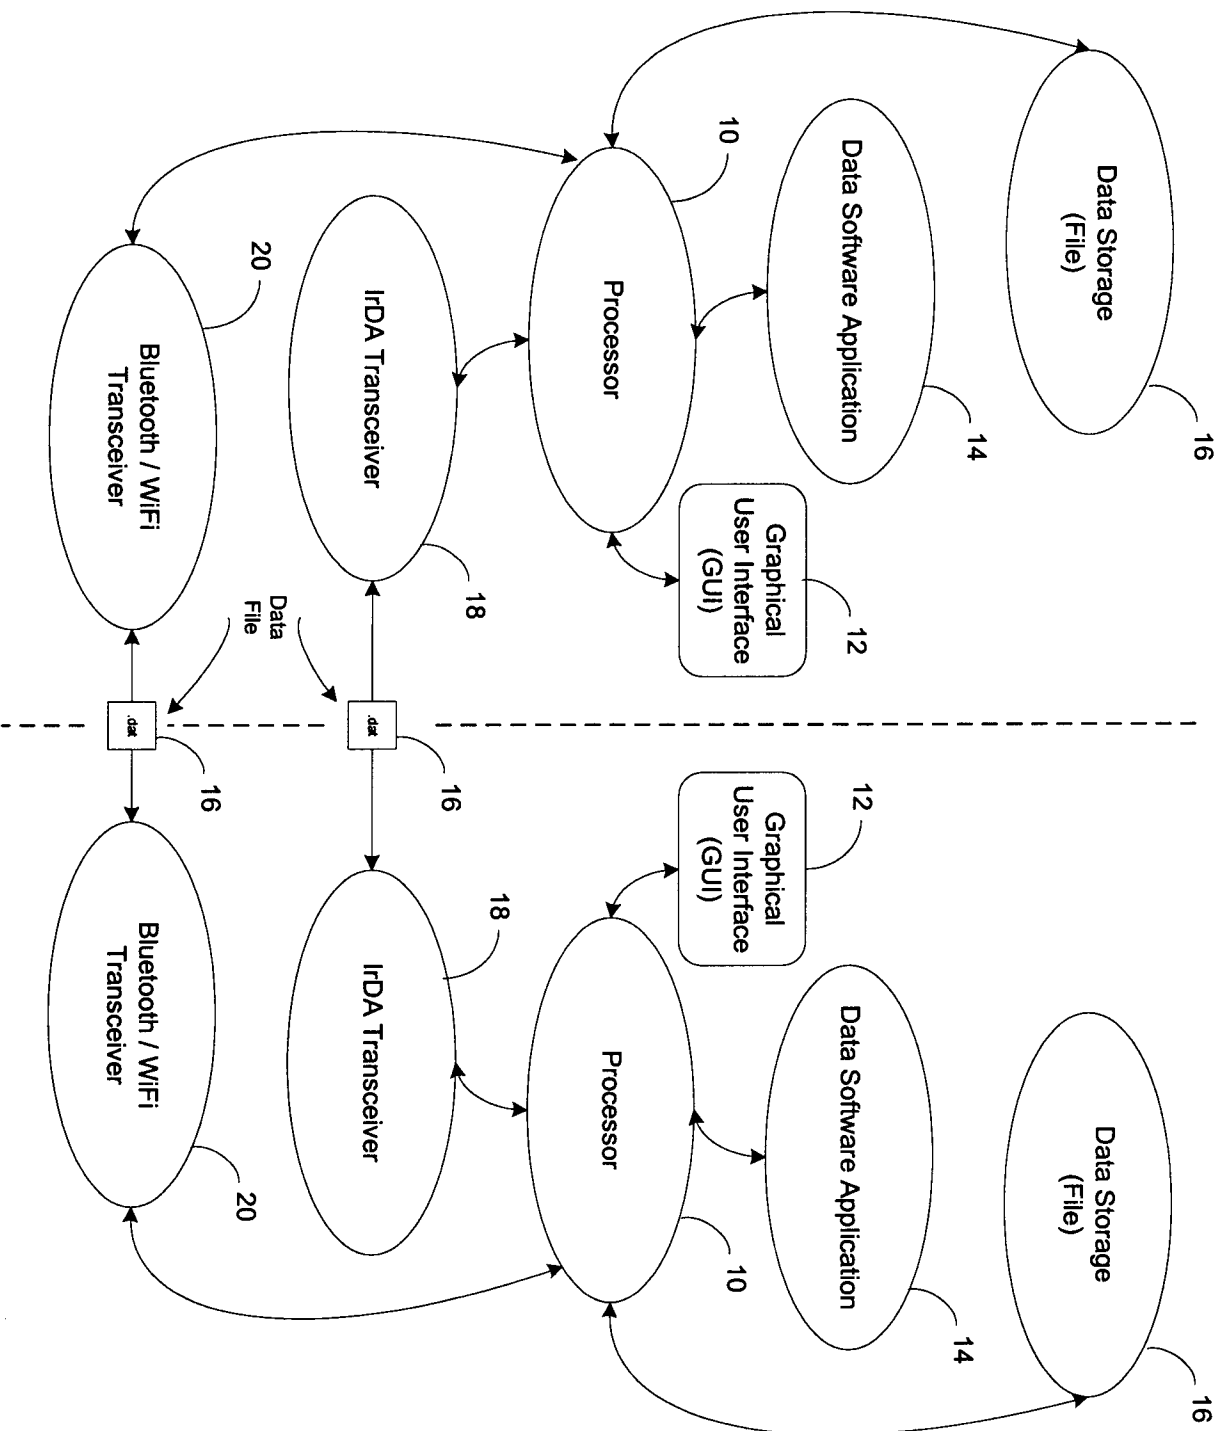 Data Storage
(File)
16
Data Storage
(File)
16
Data Software Application
14
Data Software Application
14
Graphical
User Interface
(GUI)
12
Graphical
User Interface
(GUI)
12
10
Processor
Processor
10
IrDA Transceiver
18
.dat
16
18
IrDA Transceiver
Data
File
20
Bluetooth / WiFi
Transceiver
.dat
16
Bluetooth / WiFi
Transceiver
20